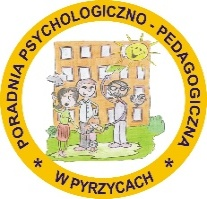 PORADNIA PSYCHOLOGICZNO - PEDAGOGICZNA
* W PYRZYCACH *